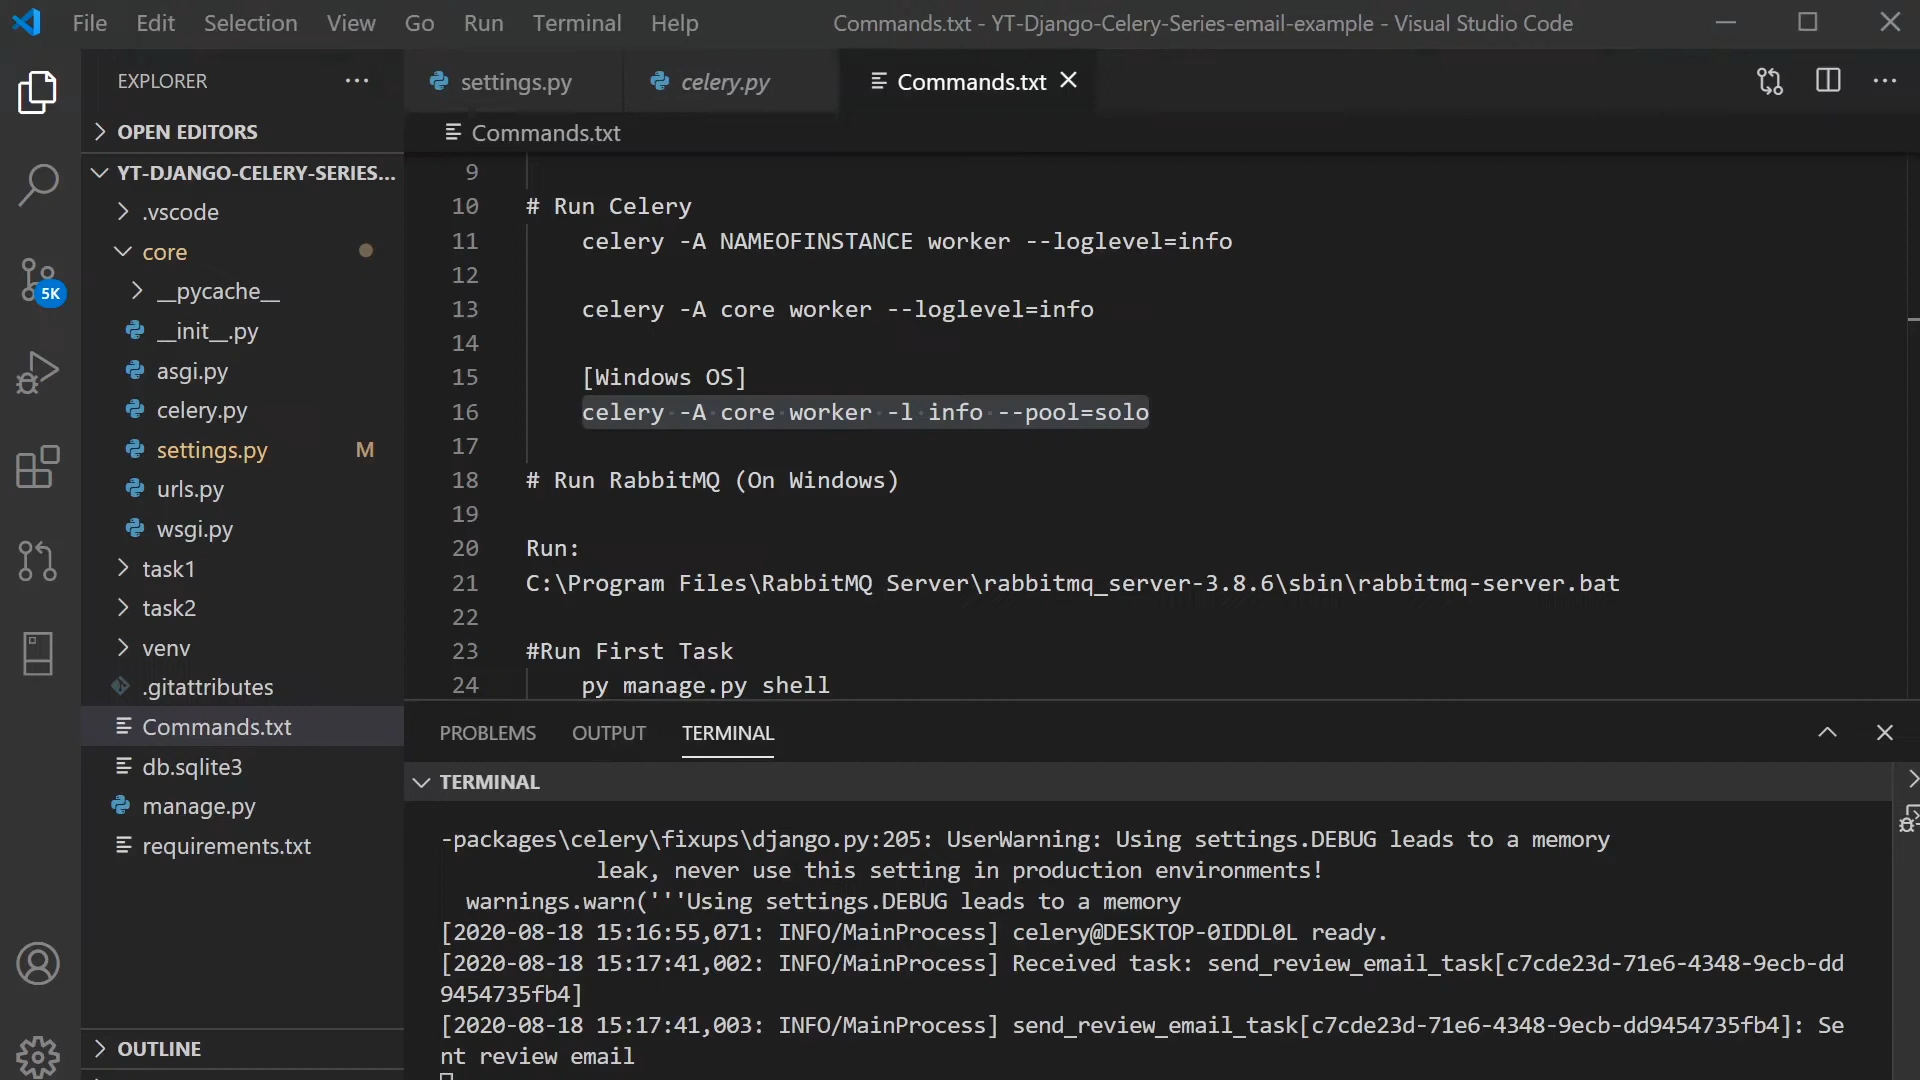 File Edit Selection View Go Run Terminal Help
Commands.txt - YT-Django-Celery-Series-email-example - Visual Studio Code
EXPLORER
OPEN EDITORS
YT-DJANGO-CELERY-SERIES...
.vscode
core
__pycache__
__init__.py
asgi.py
celery.py
settings.py M
urls.py
wsgi.py
task1
task2
venv
.gitattributes
Commands.txt
db.sqlite3
manage.py
requirements.txt
OUTLINE
5K
settings.py celery.py Commands.txt
Commands.txt
9
10 # Run Celery
11 celery -A NAMEOFINSTANCE worker --loglevel=info
12
13 celery -A core worker --loglevel=info
14
15 [Windows OS]
16 celery -A core worker -l info --pool=solo
17
18 # Run RabbitMQ (On Windows)
19
20 Run:
21 C:\Program Files\RabbitMQ Server\rabbitmq_server-3.8.6\sbin\rabbitmq-server.bat
22
23 #Run First Task
24 py manage.py shell
PROBLEMS OUTPUT TERMINAL
TERMINAL
-packages\celery\fixups\django.py:205: UserWarning: Using settings.DEBUG leads to a memory
leak, never use this setting in production environments!
warnings.warn('''Using settings.DEBUG leads to a memory
[2020-08-18 15:16:55,071: INFO/MainProcess] celery@DESKTOP-0IDDL0L ready.
[2020-08-18 15:17:41,002: INFO/MainProcess] Received task: send_review_email_task[c7cde23d-71e6-4348-9ecb-dd
9454735fb4]
[2020-08-18 15:17:41,003: INFO/MainProcess] send_review_email_task[c7cde23d-71e6-4348-9ecb-dd9454735fb4]: Se
nt review email